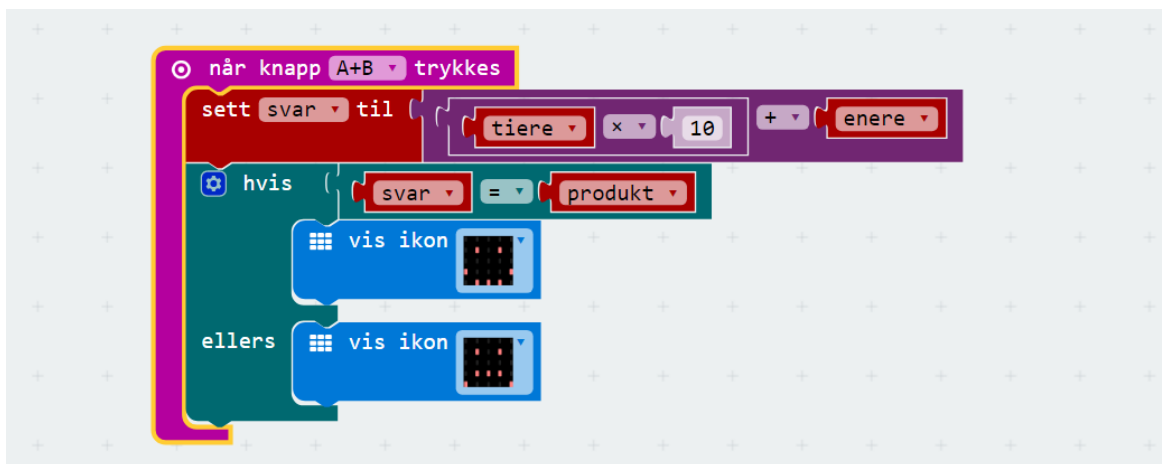 når knapp A+B trykkes
sett svar til tiere × 10 + enere
hvis svar = produkt
vis ikon
ellers vis ikon